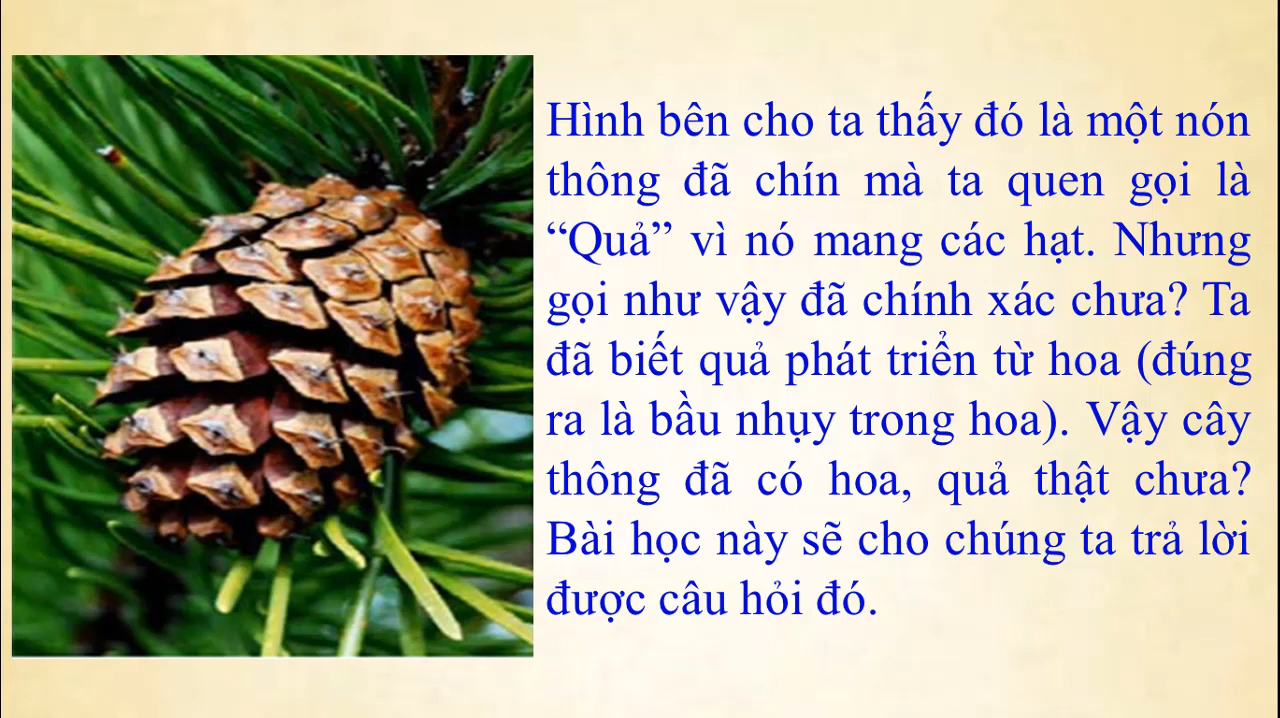 Hình bên cho ta thấy đó là một nón
thông đã chín mà ta quen gọi là
“Quả” vì nó mang các hạt. Nhưng
gọi như vậy đã chính xác chưa? Ta
đã biết quả phát triển từ hoa (đúng
ra là bầu nhụy trong hoa). Vậy cây
thông đã có hoa, quả thật chưa?
Bài học này sẽ cho chúng ta trả lời
được câu hỏi đó.